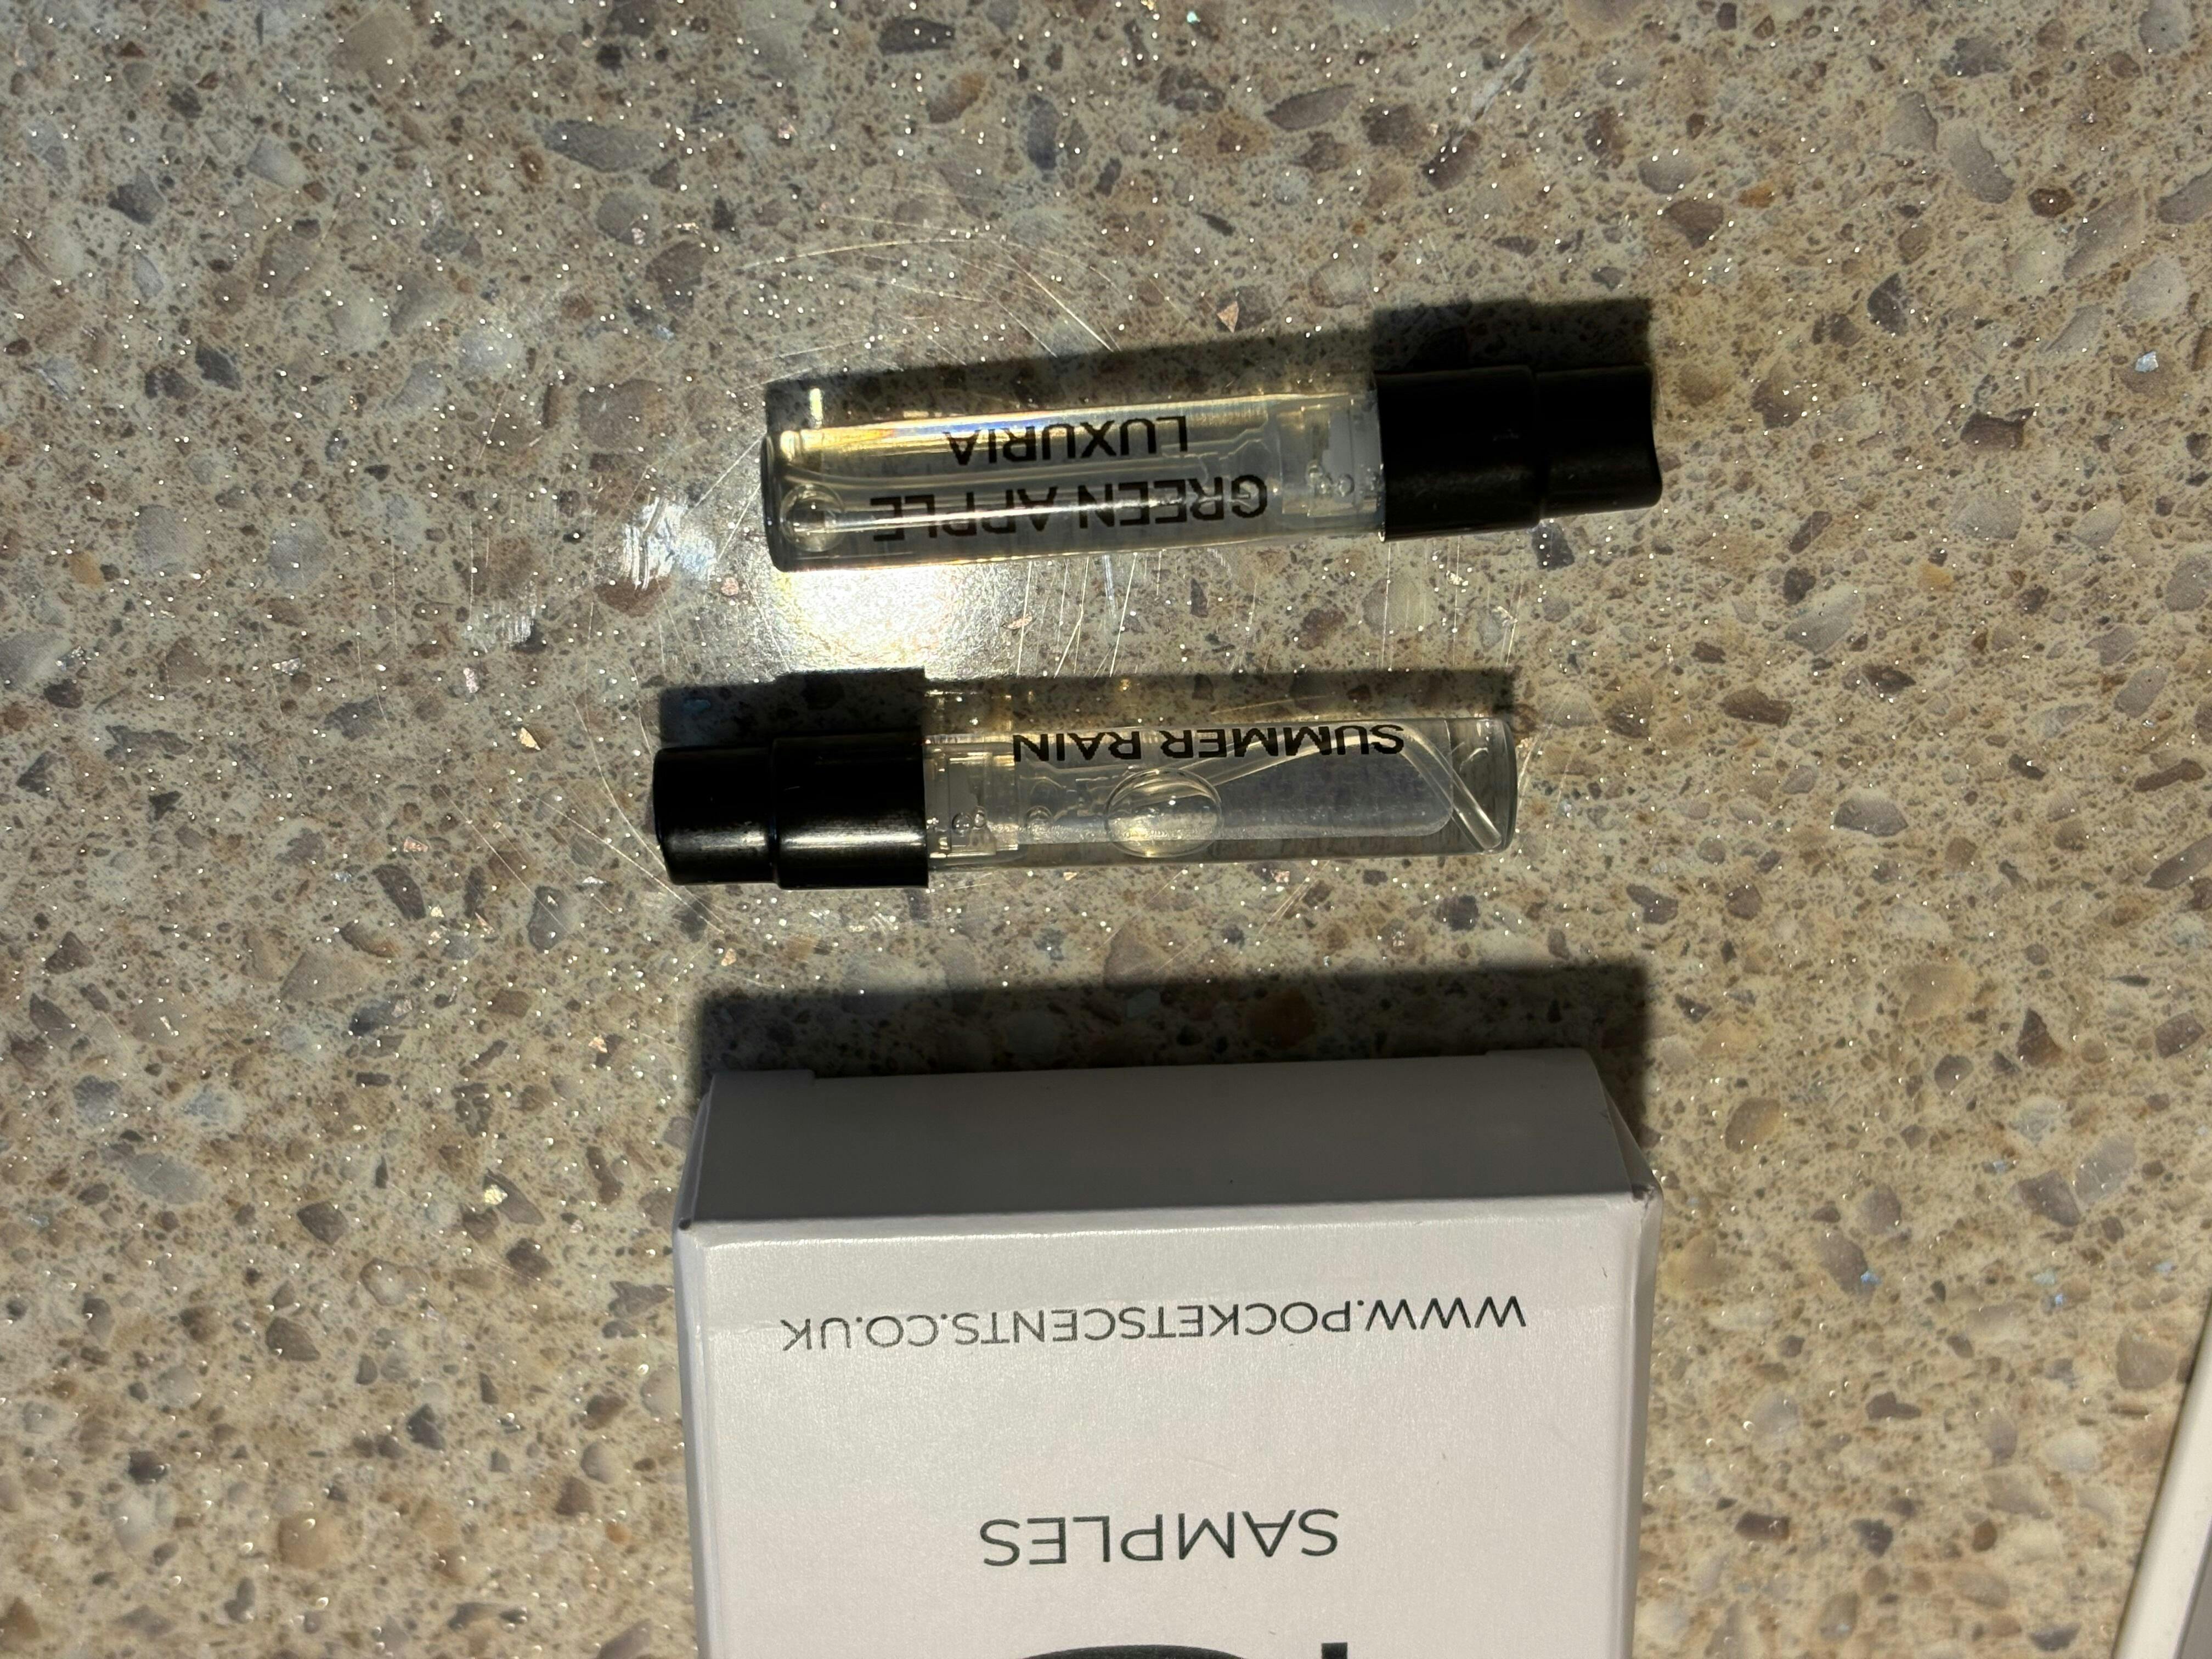 SAMPLES
WWW.POCKETSCENTS.CO.UK
SUMMER RAIN
GREEN APPLE
LUXURIA